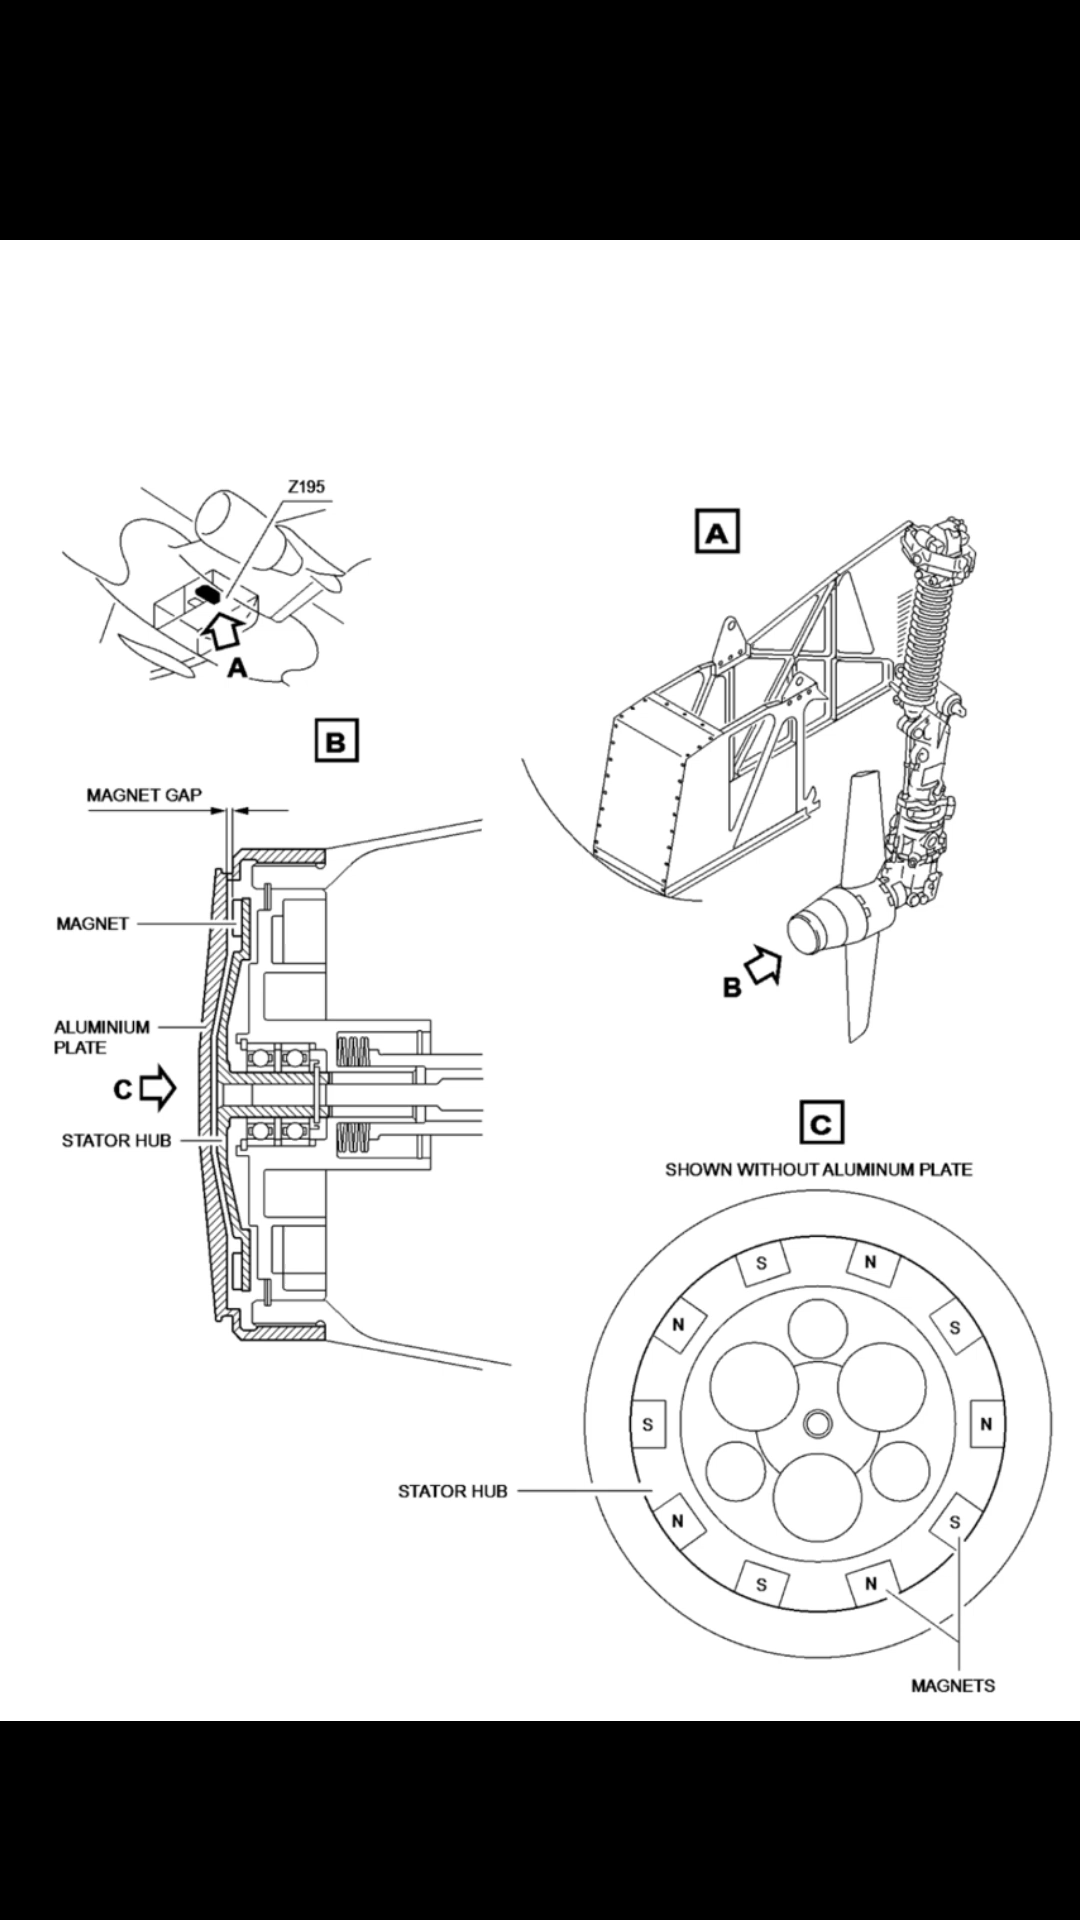 Z195
A
A
B
MAGNET GAP
MAGNET
ALUMINIUM
PLATE
C
STATOR HUB
B
C
SHOWN WITHOUT ALUMINUM PLATE
S
N
N
S
S
N
STATOR HUB
N
S
S
N
MAGNETS